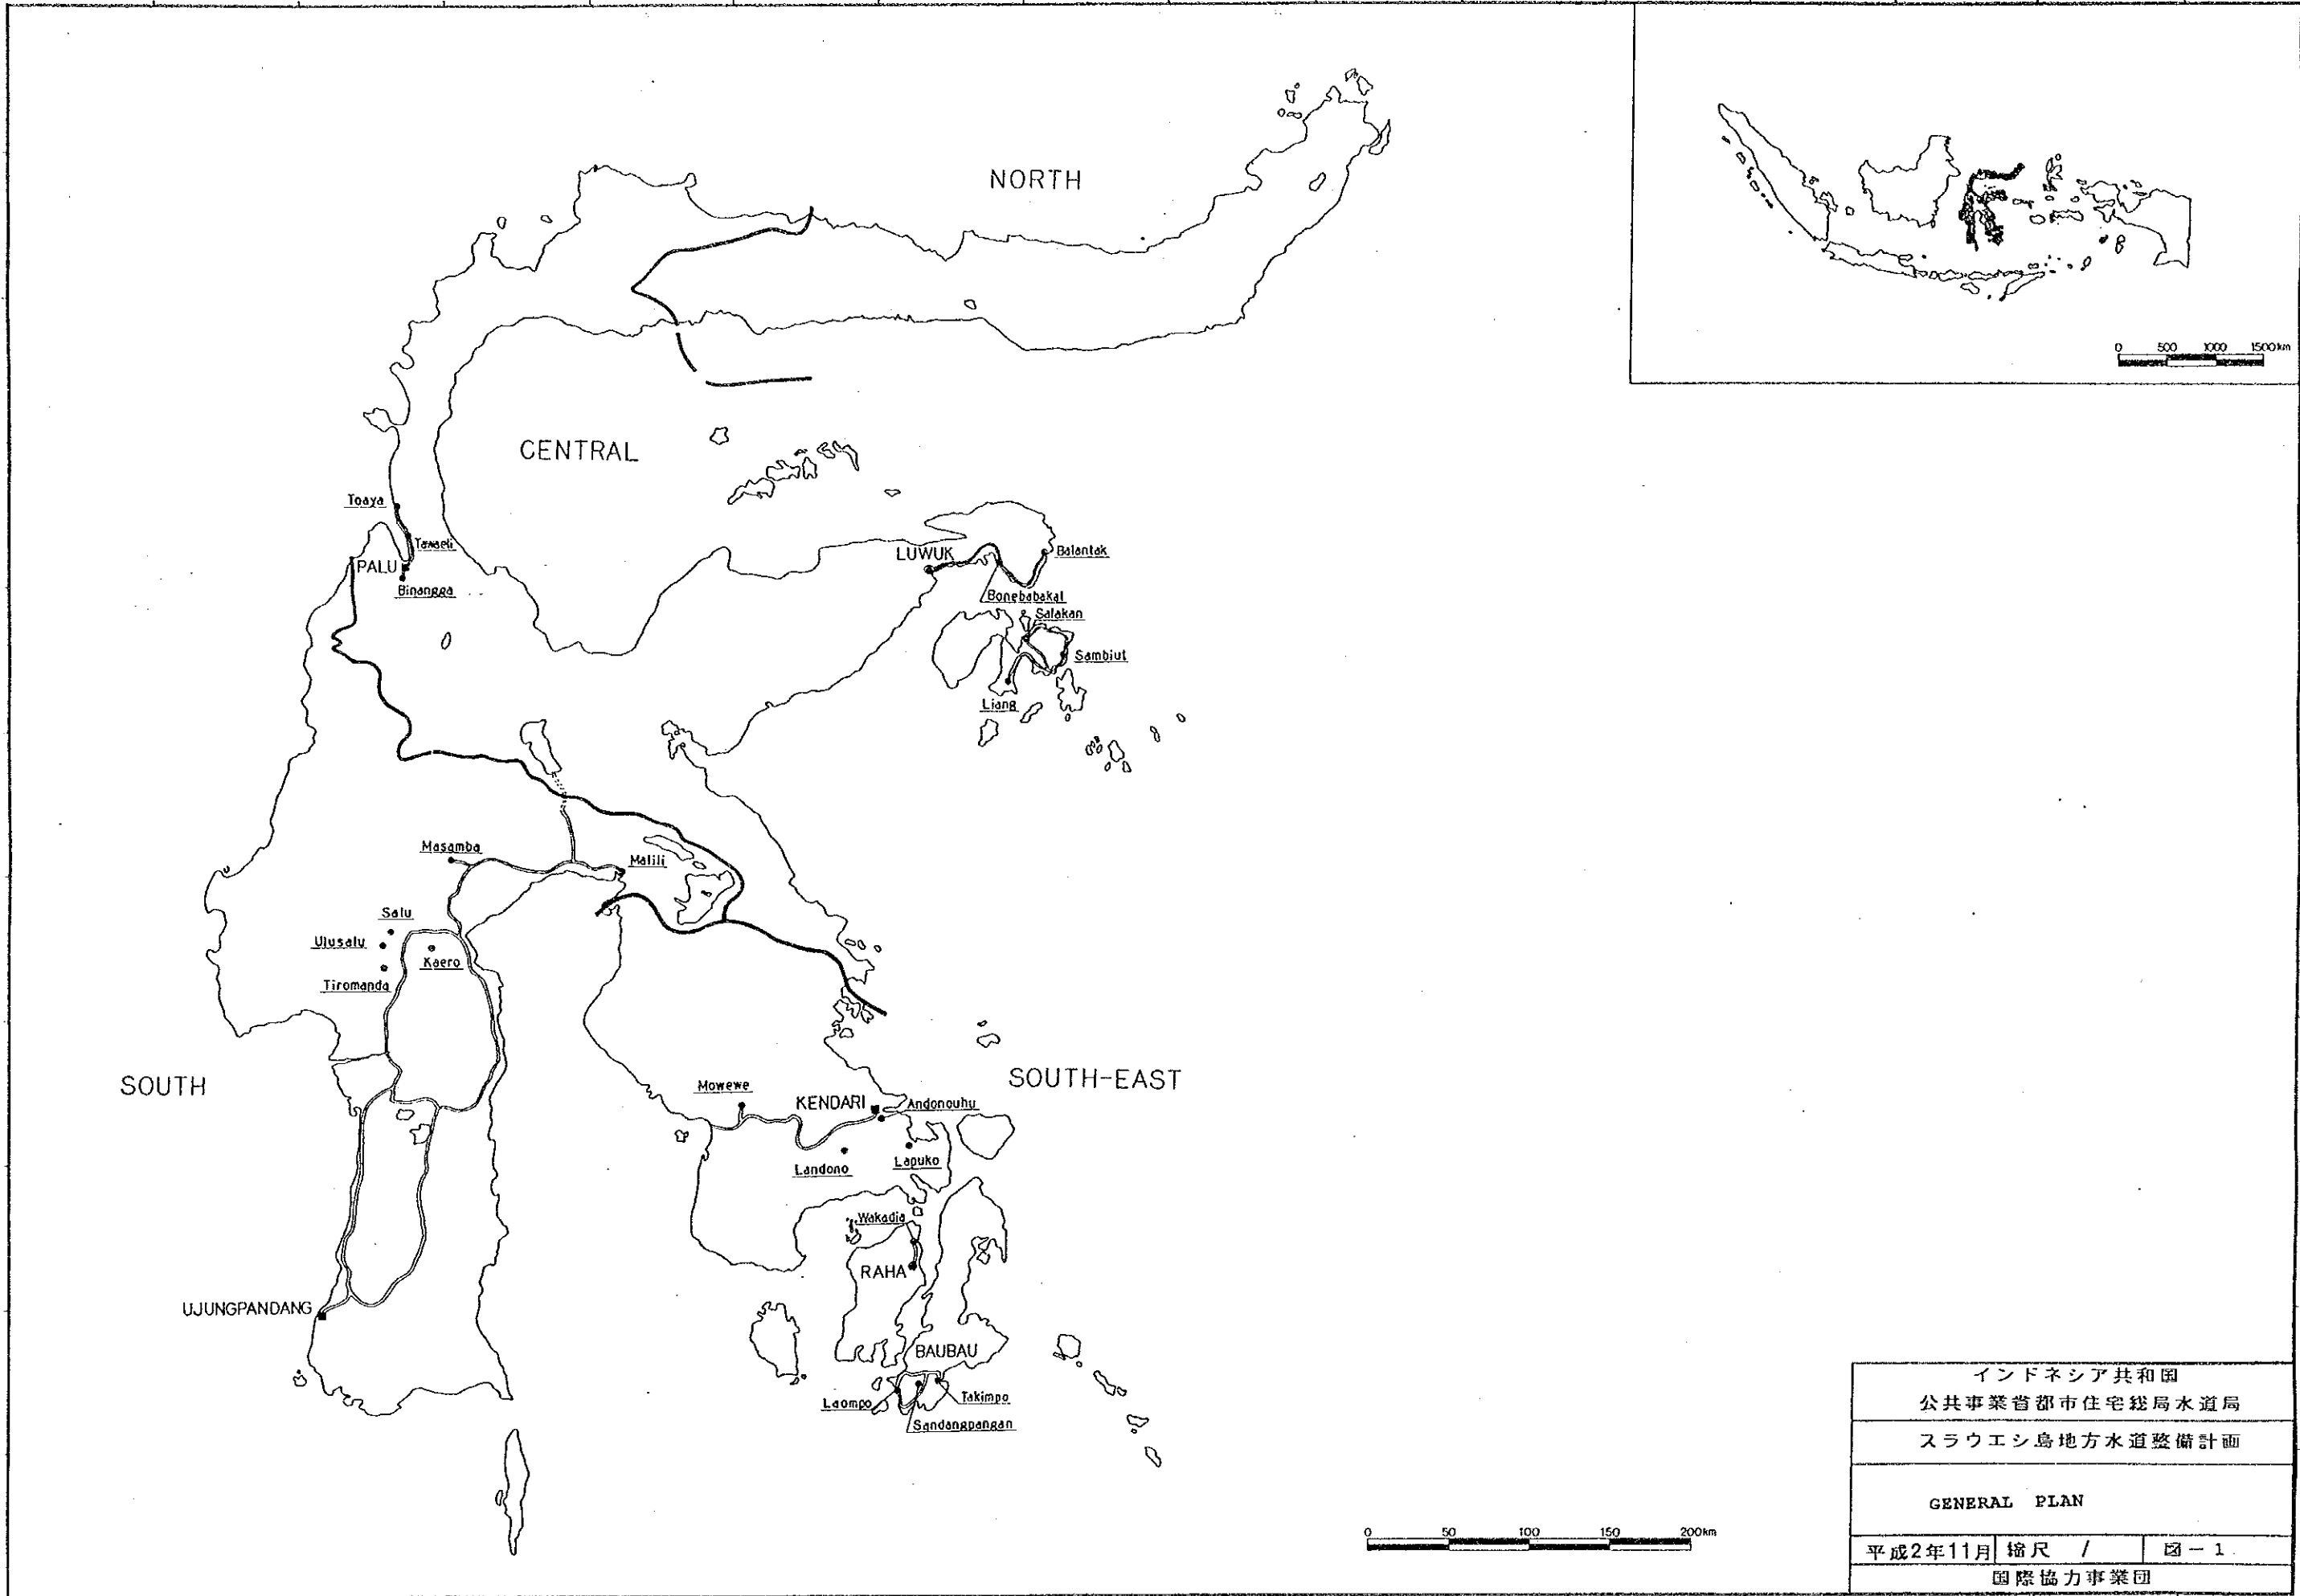 NORTH
0 500 1000 1500km
CENTRAL
Toaya
Tawaeli
PALU
Binangga
LUWUK
Balantak
Bonebabakal
Salakan
Sambiut
Liang
Masamba
Malili
Salu
Ulusalu
Kaero
Tiromanda
SOUTH
SOUTH-EAST
Mowewe
KENDARI
Andonouhu
Landono
Lapuko
Wakadia
RAHA
UJUNGPANDANG
BAUBAU
Laompo
Takimpo
Sandangpangan
0 50 100 150 200km
インドネシア共和国
公共事業省都市住宅総局水道局
スラウエシ島地方水道整備計画
GENERAL PLAN
平成2年11月 縮尺 / 図-1
国際協力事業団